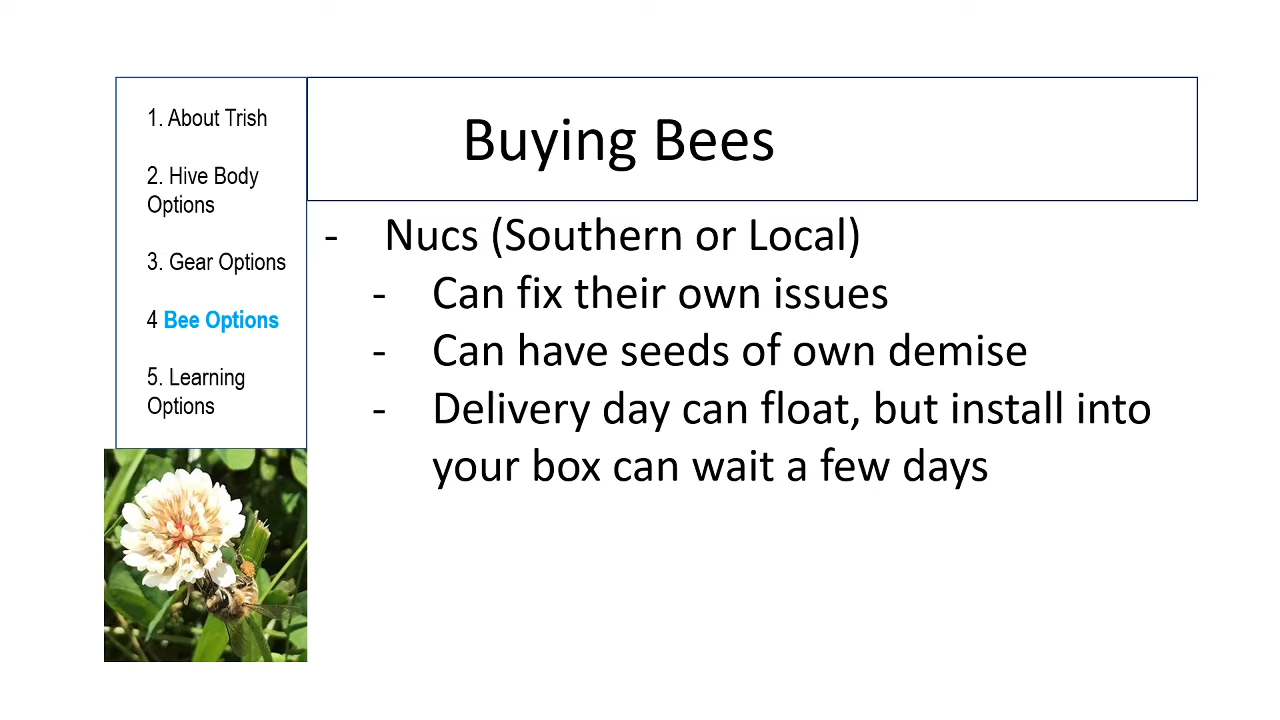 1. About Trish
2. Hive Body
Options
3. Gear Options
4 Bee Options
5. Learning
Options
Buying Bees
- Nucs (Southern or Local)
- Can fix their own issues
- Can have seeds of own demise
- Delivery day can float, but install into
your box can wait a few days